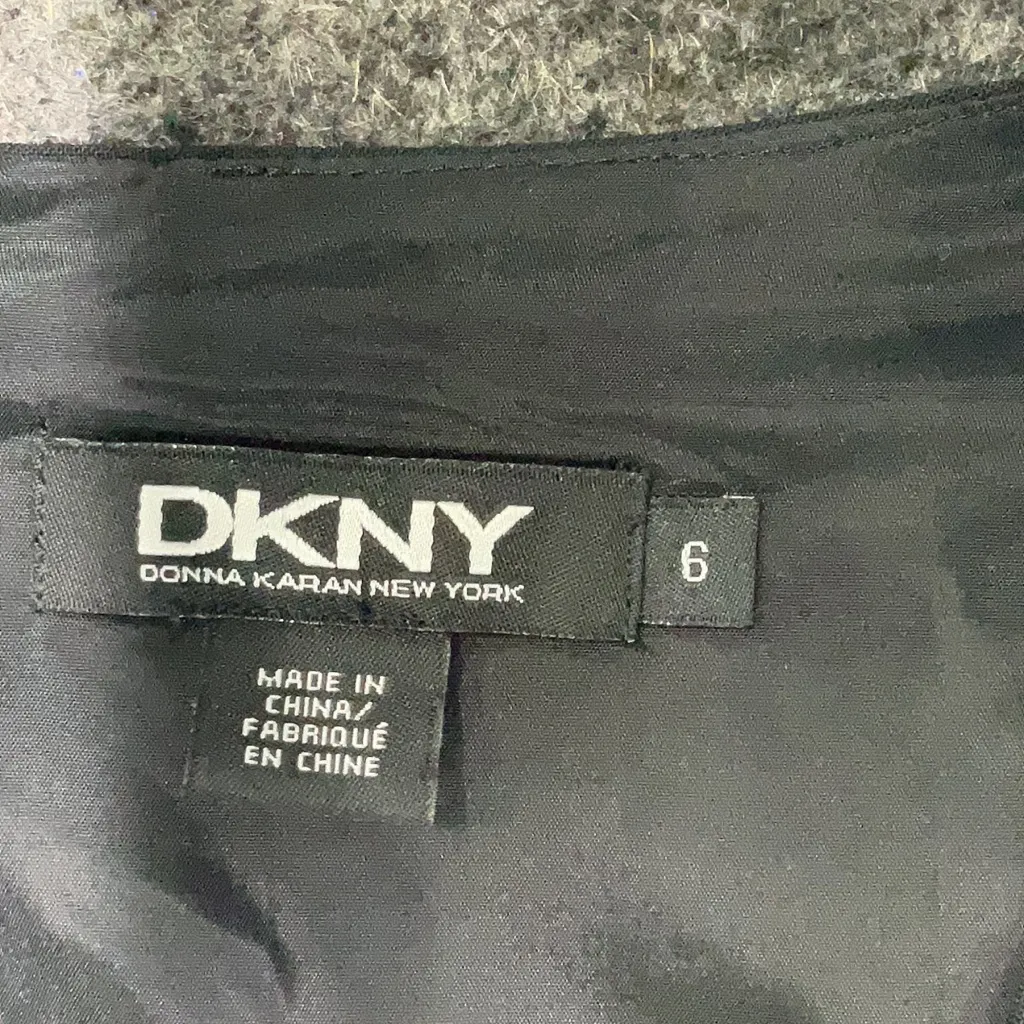 DKNY
DONNA KARAN NEW YORK
6
MADE IN
CHINA/
FABRIQUÉ
EN CHINE